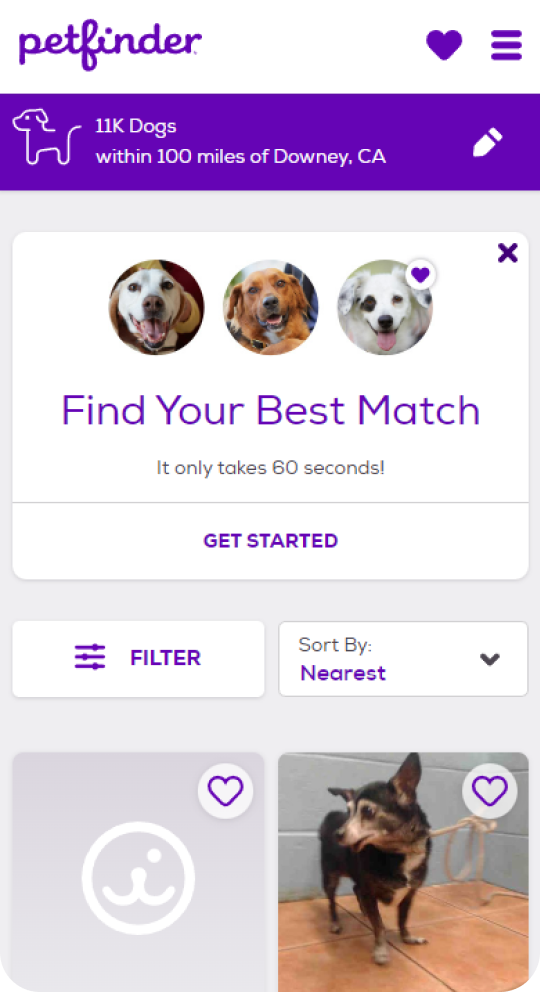 petfinder
11K Dogs
within 100 miles of Downey, CA
Find Your Best Match
It only takes 60 seconds!
GET STARTED
FILTER
Sort By:
Nearest